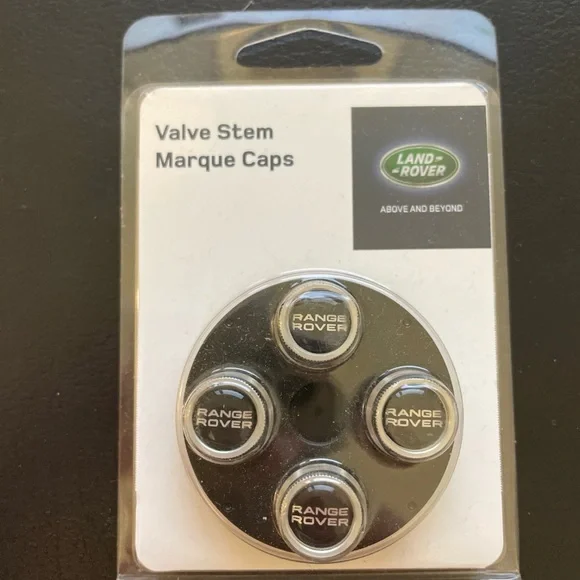 Valve Stem
Marque Caps
LAND
ROVER
ABOVE AND BEYOND
RANGE
ROVER
RANGE
ROVER
RANGE
ROVER
RANGE
ROVER